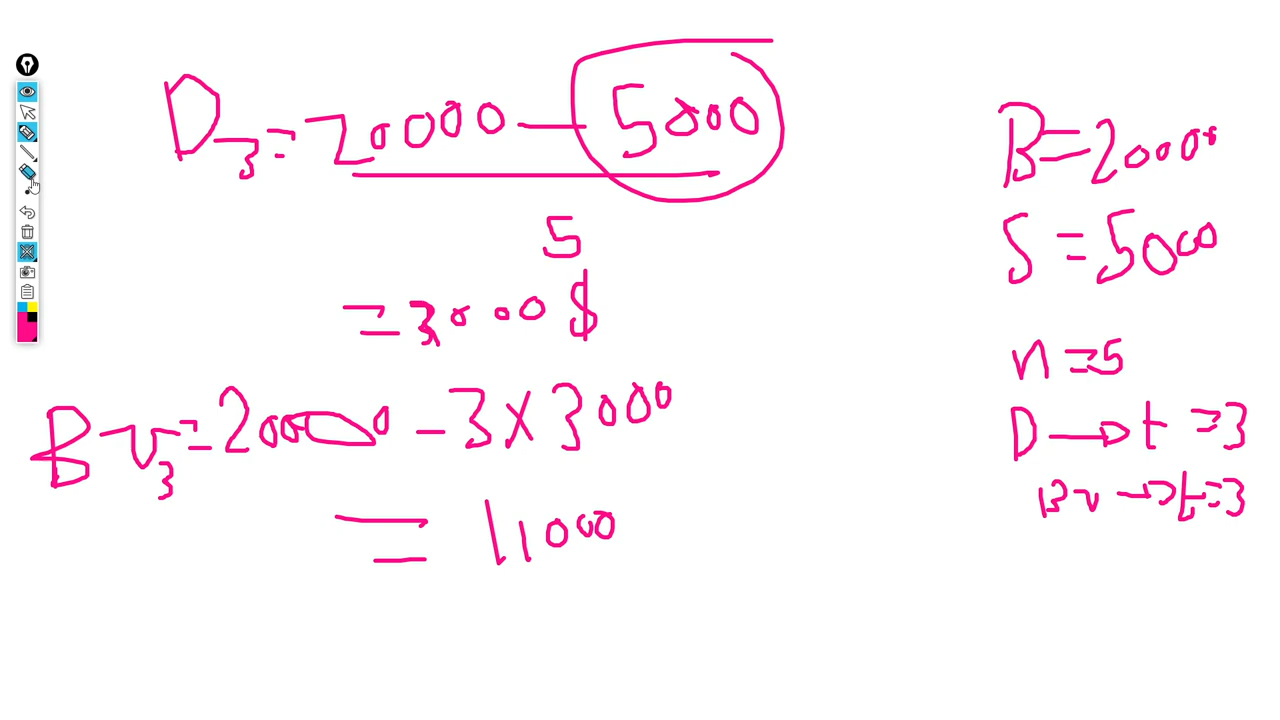 D₃ = 20000 — 5000
5
= 3000 $
BV₃ = 20000 - 3 x 3000
= 11000
B = 20000
S = 5000
n = 5
D → t = 3
BV → t = 3